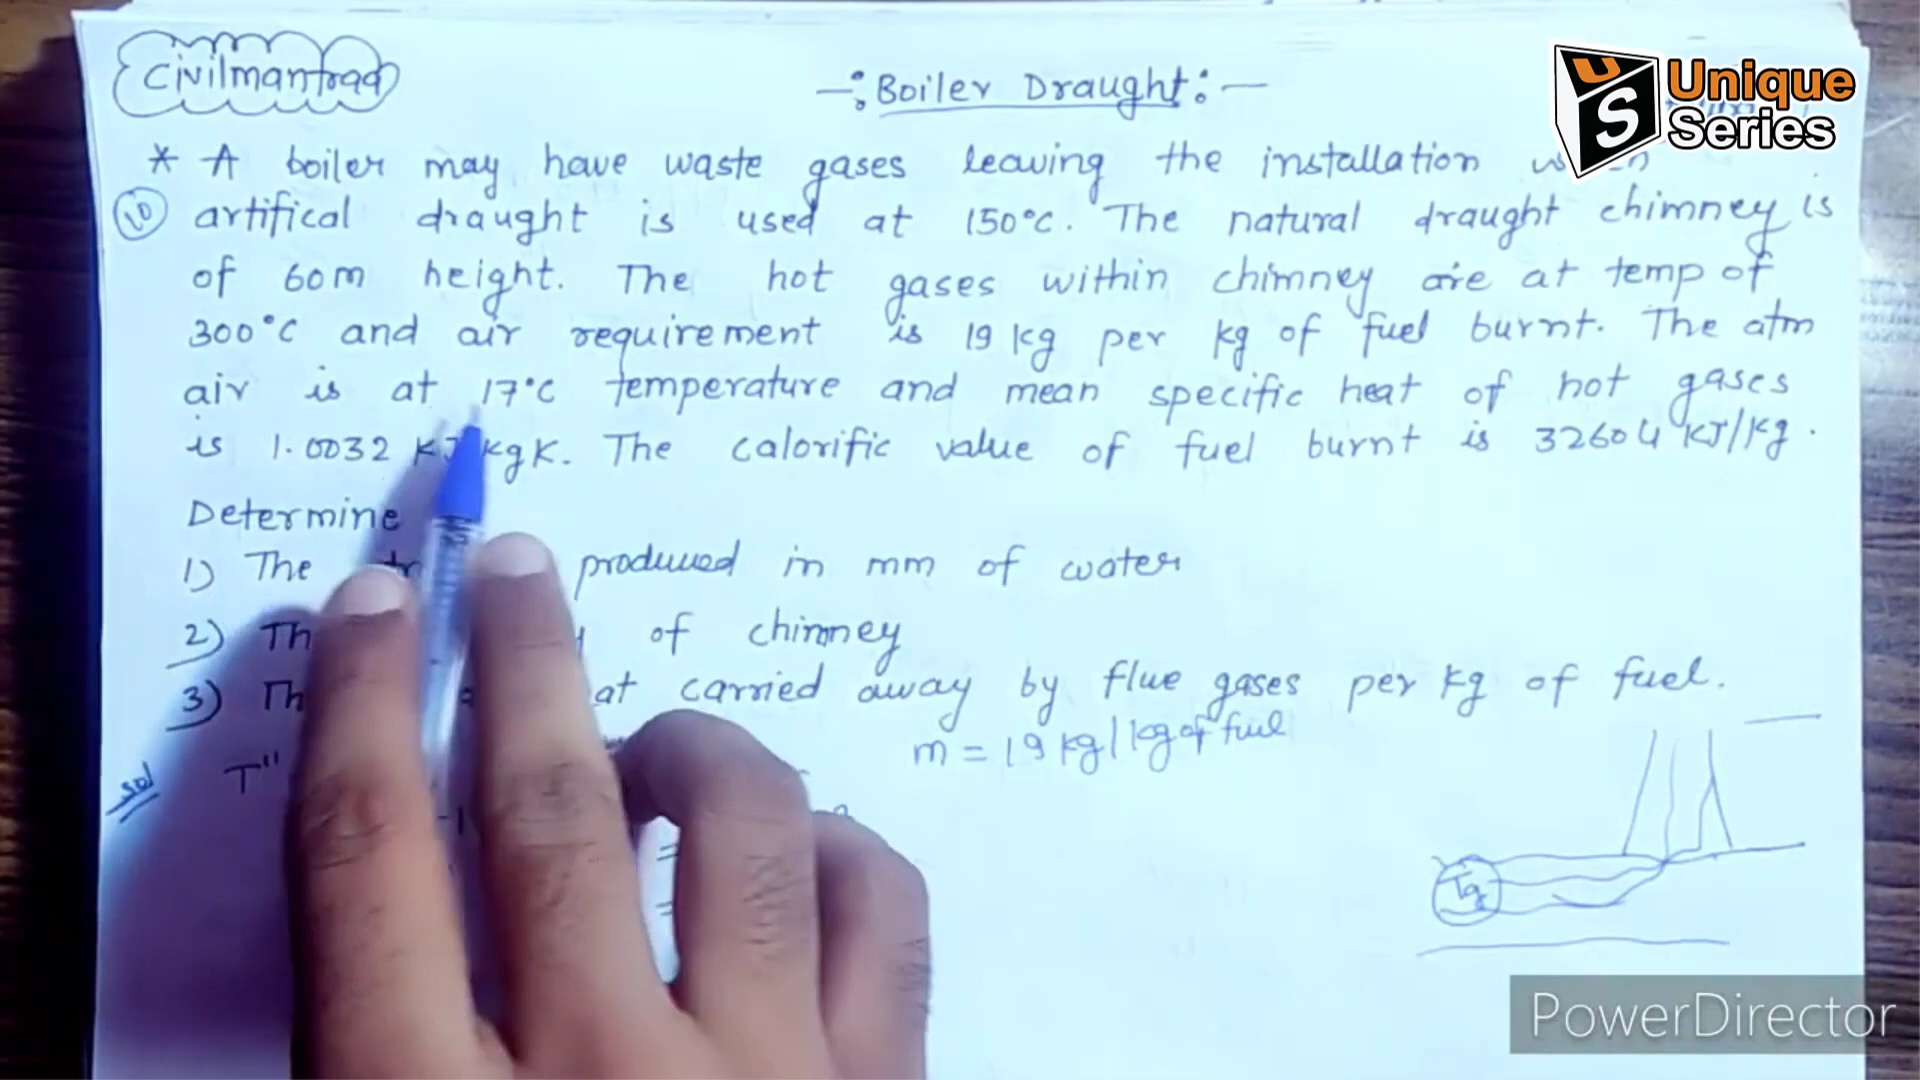 Civilmantraa
-: Boiler Draught :-
Unique
Series
US
* A boiler may have waste gases leaving the installation
10 artifical draught is used at 150°C. The natural draught chimney is
of 60m height. The hot gases within chimney are at temp of
300°C and air requirement is 19 kg per kg of fuel burnt. The atm
air is at 17°C temperature and mean specific heat of hot gases
is 1.0032 kgK. The calorific value of fuel burnt is 32604 KJ/kg.
Determine
1) The produced in mm of water
2) of chimney
3) carried away by flue gases per kg of fuel.
sol T"
m = 19 kg/kg of fuel
Tg
PowerDirector